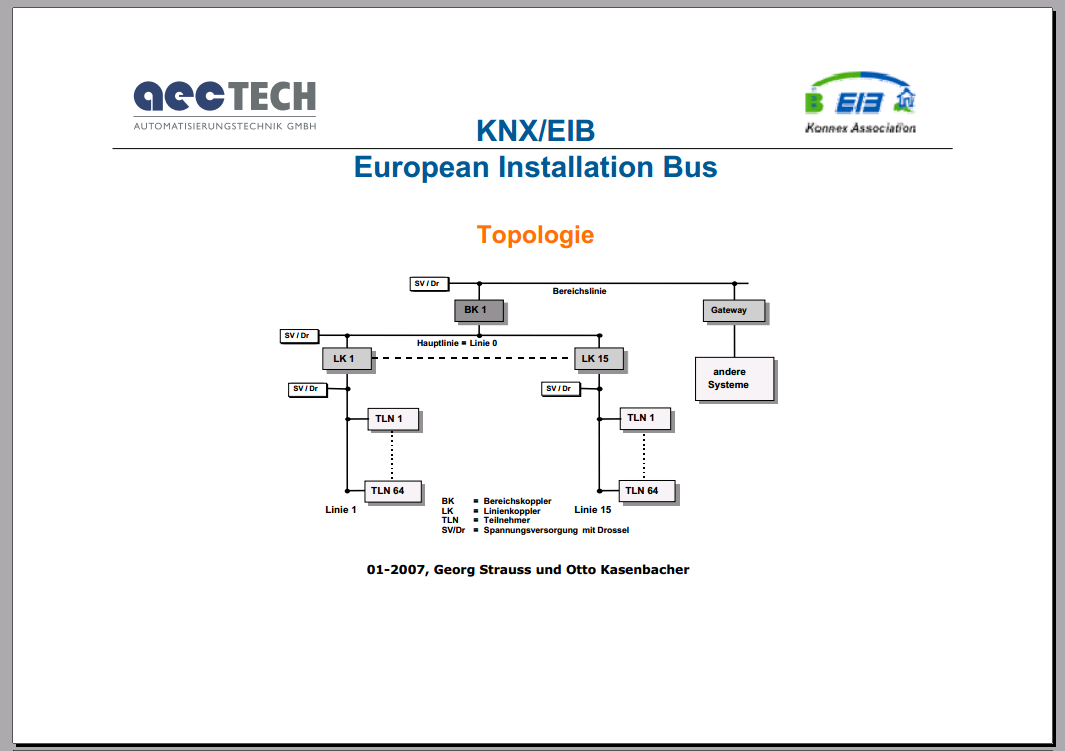 aecTECH
AUTOMATISIERUNGSTECHNIK GMBH
B EIB
Konnex Association
KNX/EIB
European Installation Bus
Topologie
SV / Dr
Bereichslinie
BK 1
Gateway
SV / Dr
Hauptlinie = Linie 0
LK 1
LK 15
andere
Systeme
SV / Dr
SV / Dr
TLN 1
TLN 1
TLN 64
TLN 64
Linie 1
Linie 15
BK = Bereichskoppler
LK = Linienkoppler
TLN = Teilnehmer
SV/Dr = Spannungsversorgung mit Drossel
01-2007, Georg Strauss und Otto Kasenbacher